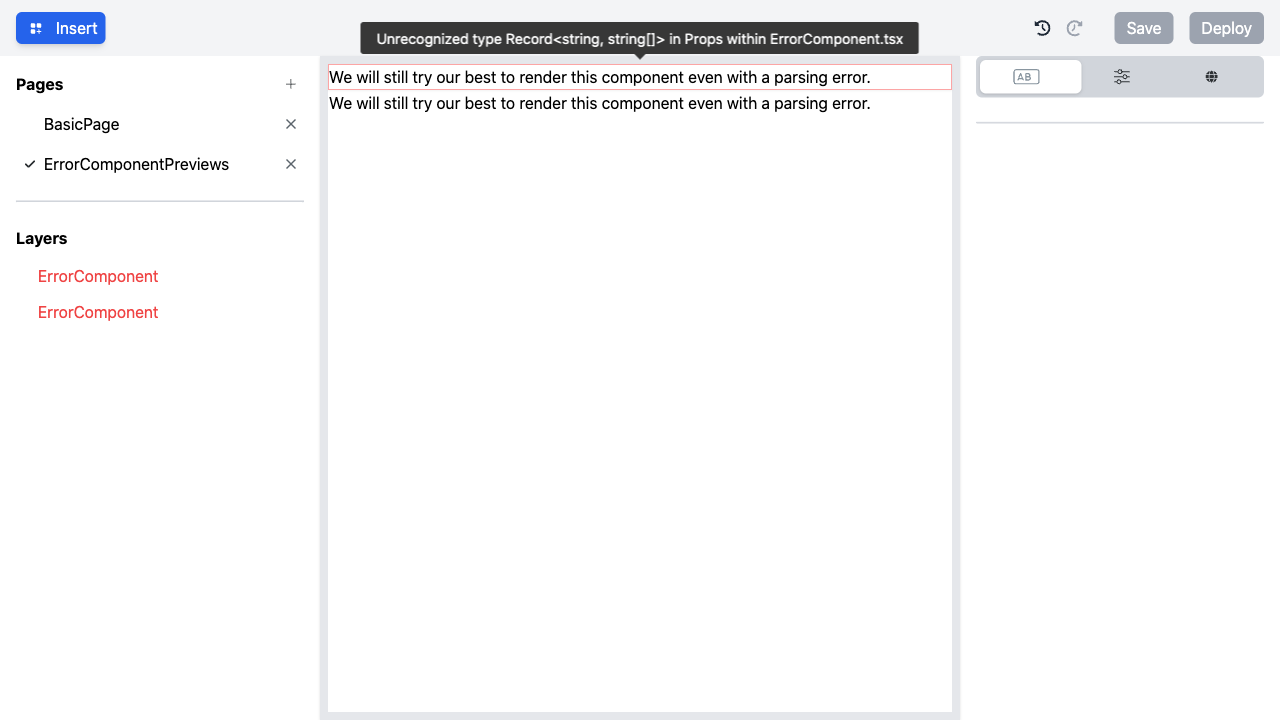 Insert
Unrecognized type Record<string, string[]> in Props within ErrorComponent.tsx
Save
Deploy
Pages
BasicPage
ErrorComponentPreviews
Layers
ErrorComponent
ErrorComponent
We will still try our best to render this component even with a parsing error.
We will still try our best to render this component even with a parsing error.
AB